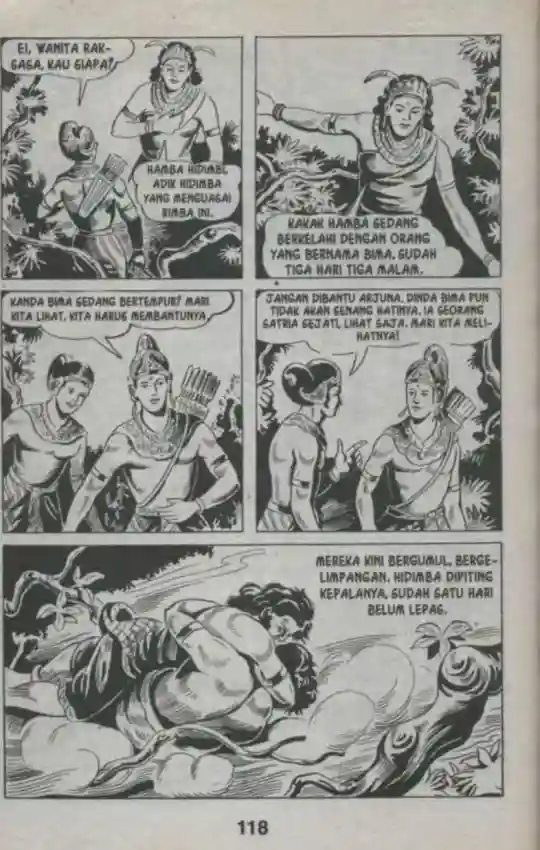 EI, WANITA RAK-
SASA, KAU SIAPA?
HAMBA HIDIMBI,
ADIK HIDIMBA
YANG MENGUASAI
RIMBA INI.
KAKAK HAMBA SEDANG
BERKELAHI DENGAN ORANG
YANG BERNAMA BIMA. SUDAH
TIGA HARI TIGA MALAM.
KANDA BIMA SEDANG BERTEMPUR? MARI
KITA LIHAT. KITA HARUS MEMBANTUNYA.
JANGAN DIBANTU ARJUNA. DINDA BIMA PUN
TIDAK AKAN SENANG HATINYA. IA SEORANG
SATRIA SEJATI. LIHAT SAJA. MARI KITA MELI-
HATNYA!
MEREKA KINI BERGUMUL, BERGE-
LIMPANGAN. HIDIMBA DIPITING
KEPALANYA. SUDAH SATU HARI
BELUM LEPAS.
118